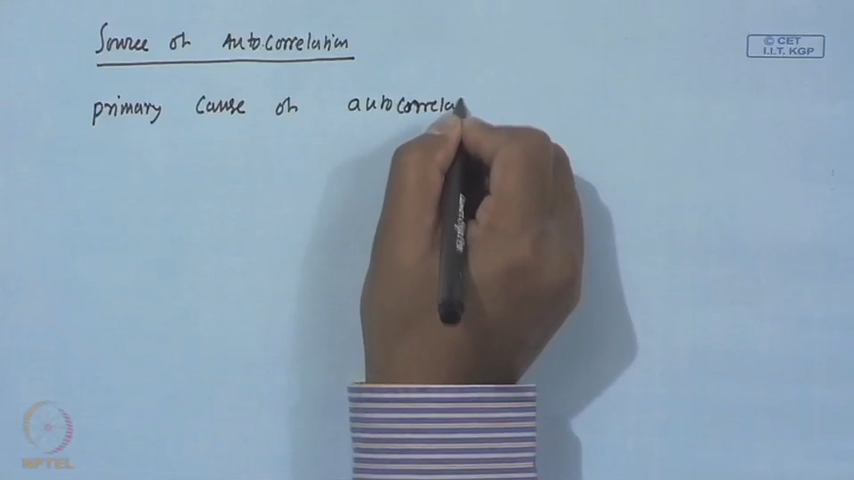 Source of Autocorrelation
© CET
I.I.T. KGP
primary cause of autocorrela
NPTEL